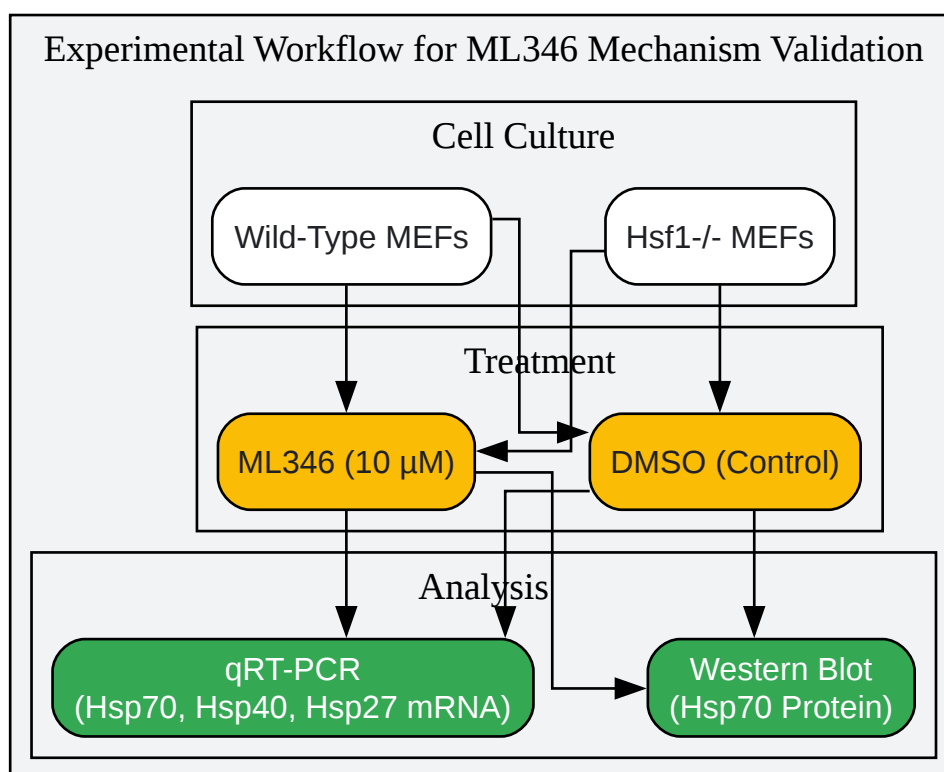 Experimental Workflow for ML346 Mechanism Validation
Cell Culture
Wild-Type MEFs
Hsf1-/- MEFs
Treatment
ML346 (10 µM)
DMSO (Control)
Analysis
qRT-PCR
(Hsp70, Hsp40, Hsp27 mRNA)
Western Blot
(Hsp70 Protein)